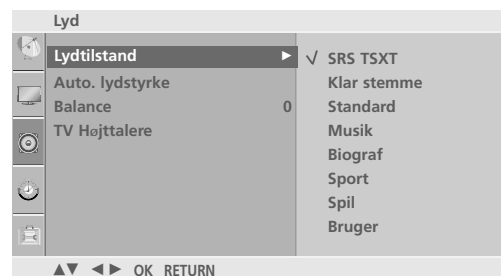 Lyd
Lydtilstand ► √ SRS TSXT
Auto. lydstyrke Klar stemme
Balance 0 Standard
TV Højttalere Musik
Biograf
Sport
Spil
Bruger
▲▼ ◄► OK RETURN